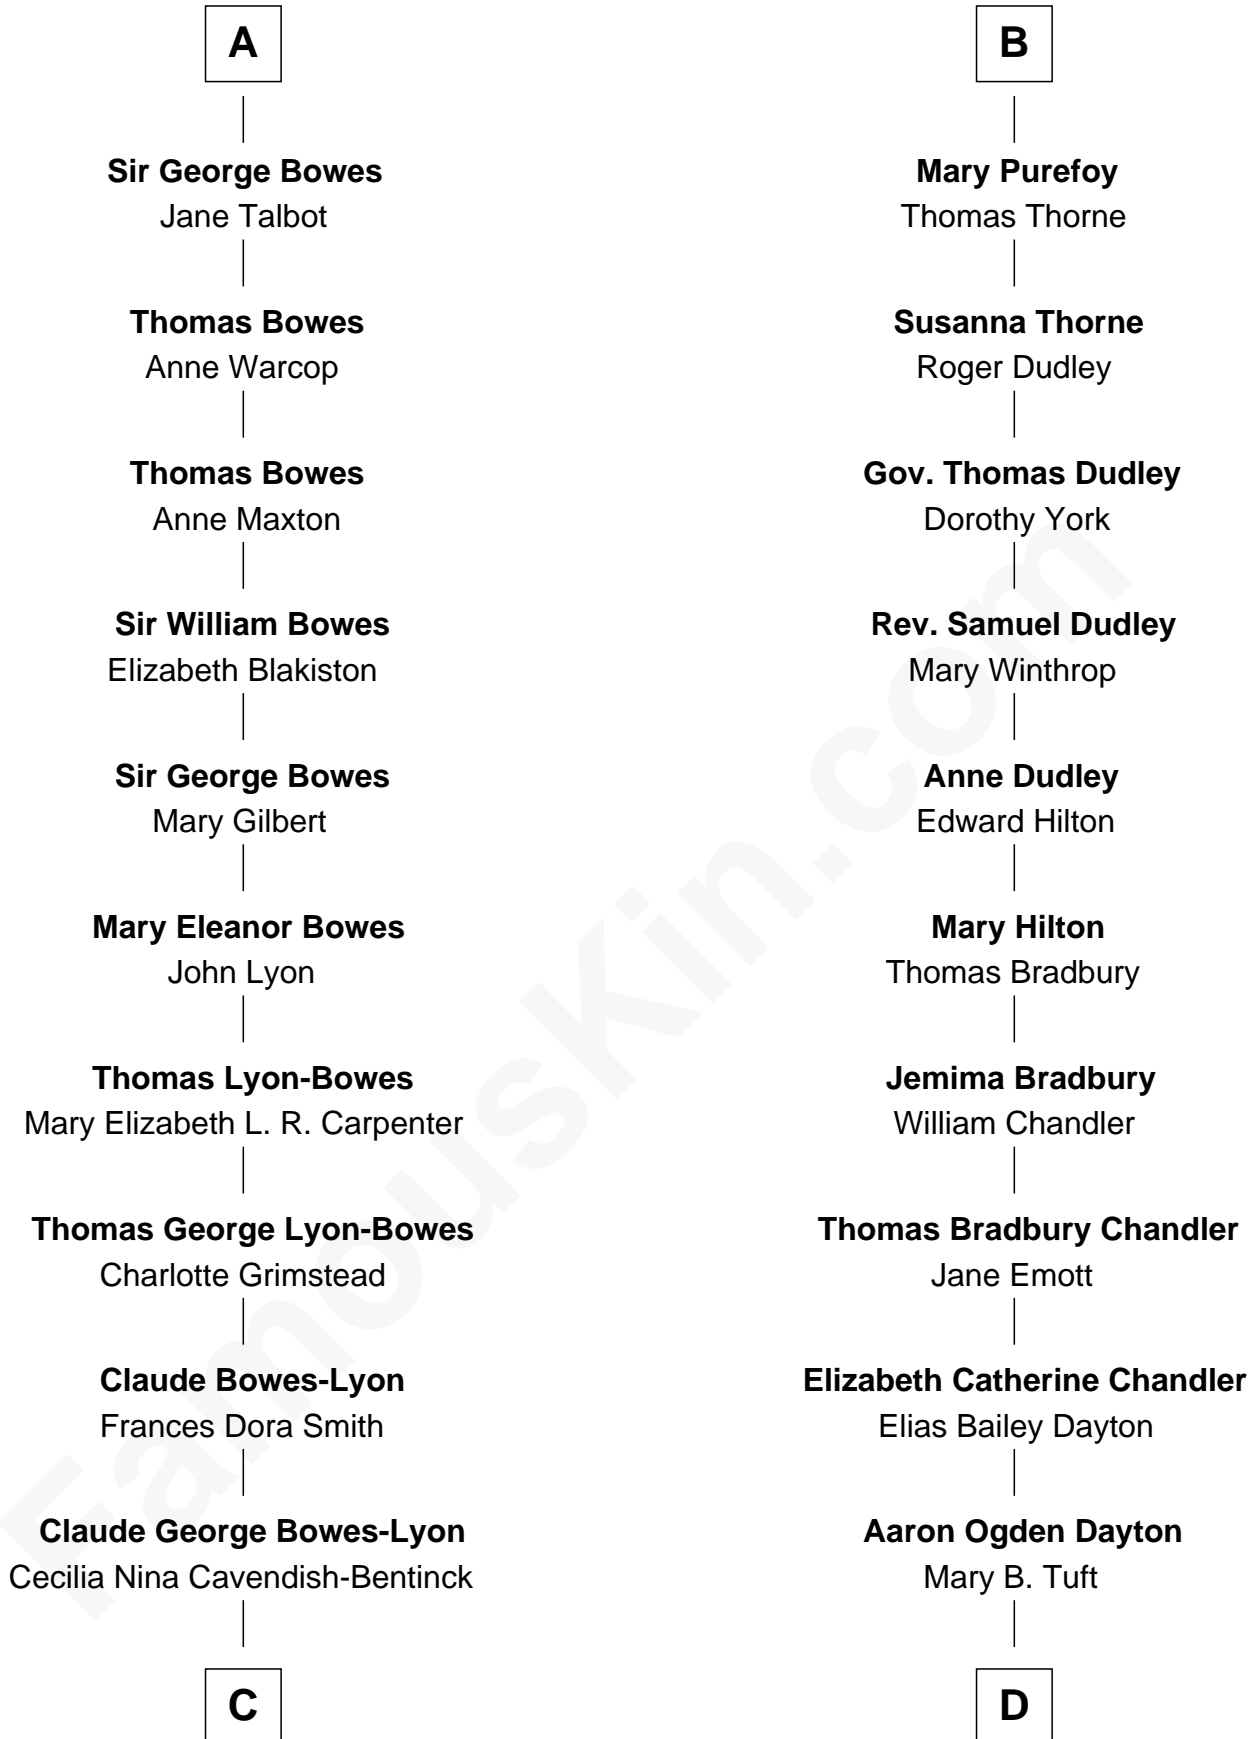 A
Sir George Bowes
Jane Talbot
Thomas Bowes
Anne Warcop
Thomas Bowes
Anne Maxton
Sir William Bowes
Elizabeth Blakiston
Sir George Bowes
Mary Gilbert
Mary Eleanor Bowes
John Lyon
Thomas Lyon-Bowes
Mary Elizabeth L. R. Carpenter
Thomas George Lyon-Bowes
Charlotte Grimstead
Claude Bowes-Lyon
Frances Dora Smith
Claude George Bowes-Lyon
Cecilia Nina Cavendish-Bentinck
C
B
Mary Purefoy
Thomas Thorne
Susanna Thorne
Roger Dudley
Gov. Thomas Dudley
Dorothy York
Rev. Samuel Dudley
Mary Winthrop
Anne Dudley
Edward Hilton
Mary Hilton
Thomas Bradbury
Jemima Bradbury
William Chandler
Thomas Bradbury Chandler
Jane Emott
Elizabeth Catherine Chandler
Elias Bailey Dayton
Aaron Ogden Dayton
Mary B. Tuft
D
FamousKin.com